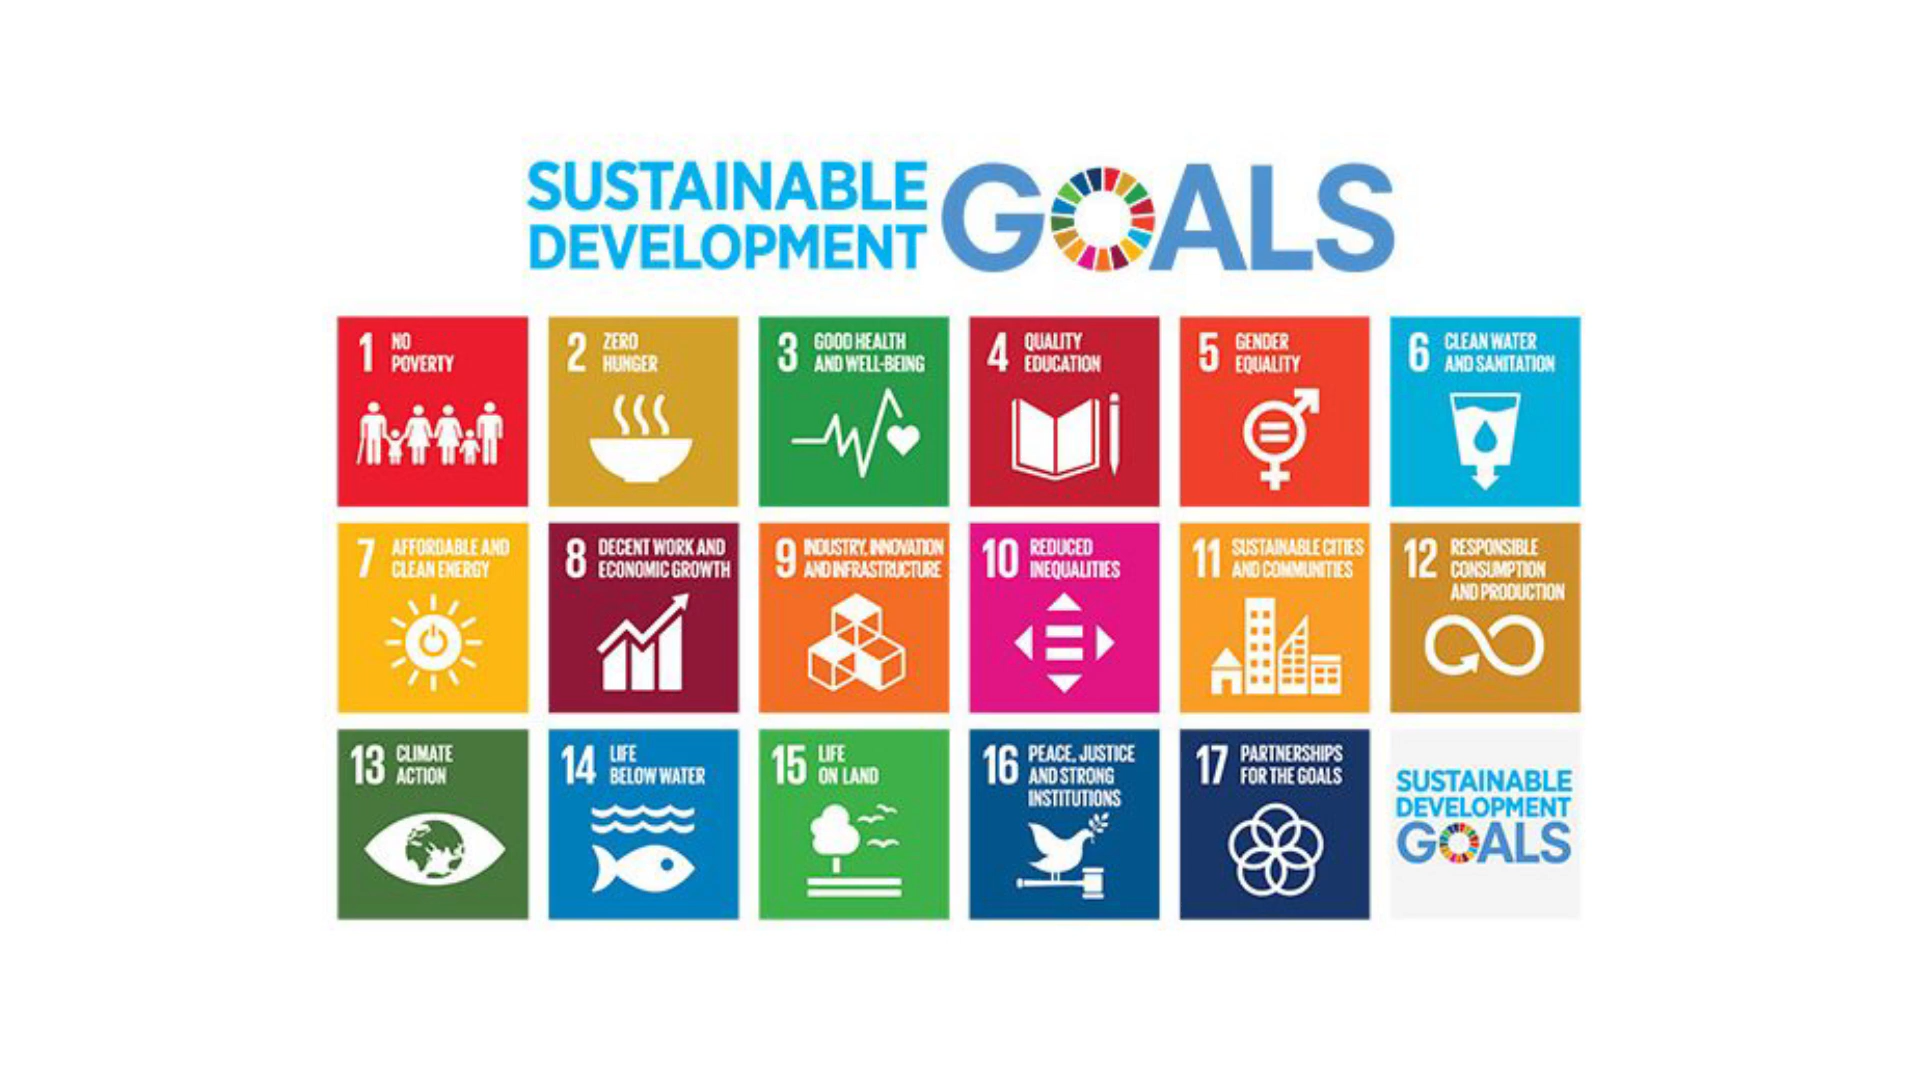 SUSTAINABLE
DEVELOPMENT
GOALS
1 NO
POVERTY
2 ZERO
HUNGER
3 GOOD HEALTH
AND WELL-BEING
4 QUALITY
EDUCATION
5 GENDER
EQUALITY
6 CLEAN WATER
AND SANITATION
7 AFFORDABLE AND
CLEAN ENERGY
8 DECENT WORK AND
ECONOMIC GROWTH
9 INDUSTRY, INNOVATION
AND INFRASTRUCTURE
10 REDUCED
INEQUALITIES
11 SUSTAINABLE CITIES
AND COMMUNITIES
12 RESPONSIBLE
CONSUMPTION
AND PRODUCTION
13 CLIMATE
ACTION
14 LIFE
BELOW WATER
15 LIFE
ON LAND
16 PEACE, JUSTICE
AND STRONG
INSTITUTIONS
17 PARTNERSHIPS
FOR THE GOALS
SUSTAINABLE
DEVELOPMENT
GOALS